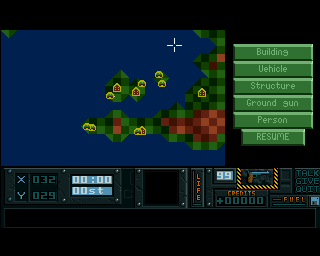 Building
Vehicle
Structure
Ground gun
Person
RESUME
X 032
Y 029
00:00
00st
LIFE
99
CREDITS
+00000
TALK
GIVE
QUIT
FUEL